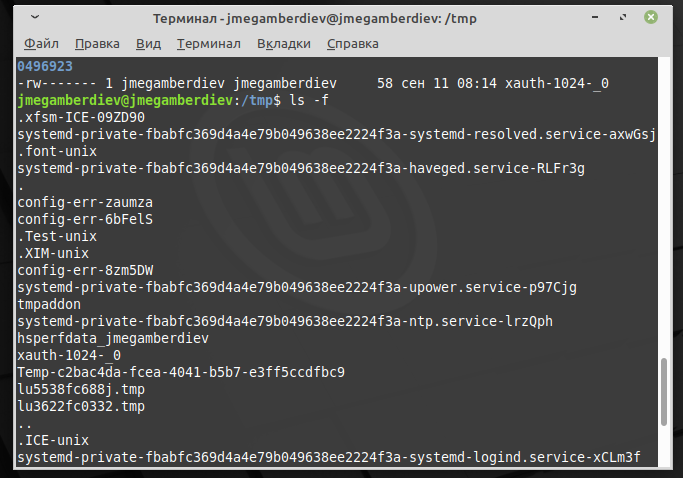 Терминал - jmegamberdiev@jmegamberdiev: /tmp
Файл Правка Вид Терминал Вкладки Справка
0496923
-rw------- 1 jmegamberdiev jmegamberdiev     58 сен 11 08:14 xauth-1024-_0
jmegamberdiev@jmegamberdiev:/tmp$ ls -f
.xfsm-ICE-09ZD90
systemd-private-fbabfc369d4a4e79b049638ee2224f3a-systemd-resolved.service-axwGsj
.font-unix
systemd-private-fbabfc369d4a4e79b049638ee2224f3a-haveged.service-RLFr3g
.
config-err-zaumza
config-err-6bFelS
.Test-unix
.XIM-unix
config-err-8zm5DW
systemd-private-fbabfc369d4a4e79b049638ee2224f3a-upower.service-p97Cjg
tmpaddon
systemd-private-fbabfc369d4a4e79b049638ee2224f3a-ntp.service-lrzQph
hsperfdata_jmegamberdiev
xauth-1024-_0
Temp-c2bac4da-fcea-4041-b5b7-e3ff5ccdfbc9
lu5538fc688j.tmp
lu3622fc0332.tmp
..
.ICE-unix
systemd-private-fbabfc369d4a4e79b049638ee2224f3a-systemd-logind.service-xCLm3f